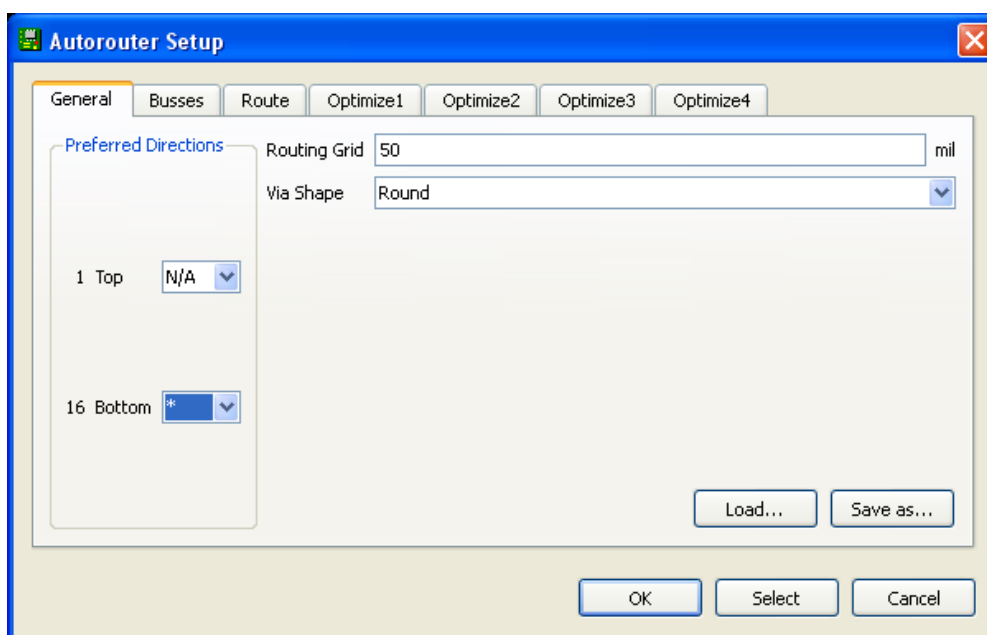 Autorouter Setup
General Busses Route Optimize1 Optimize2 Optimize3 Optimize4
Preferred Directions
Routing Grid 50 mil
Via Shape Round
1 Top N/A
16 Bottom *
Load... Save as...
OK Select Cancel